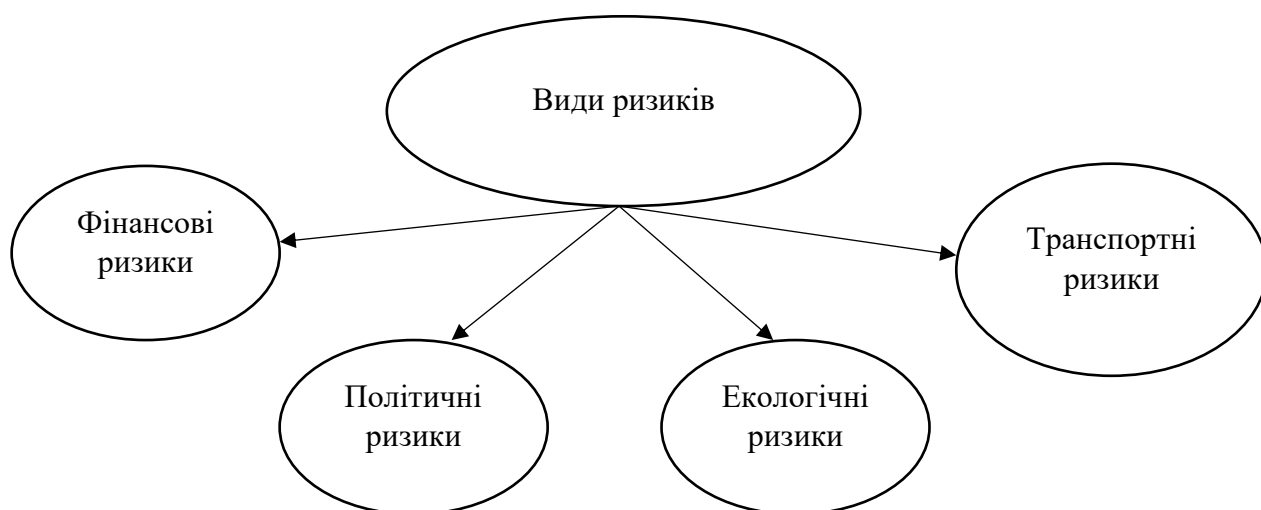 Види ризиків
Фінансові
ризики
Транспортні
ризики
Політичні
ризики
Екологічні
ризики